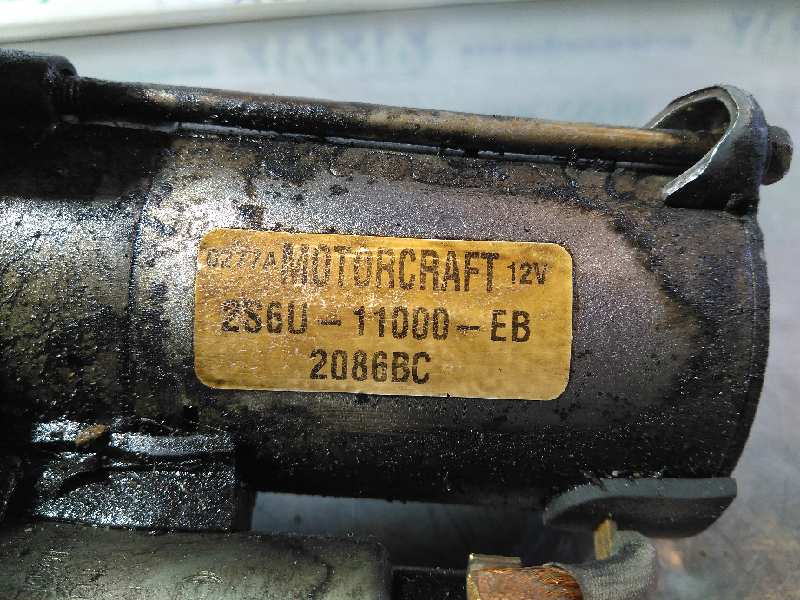 0277A MOTORCRAFT 12V
2S6U-11000-EB
2086BC